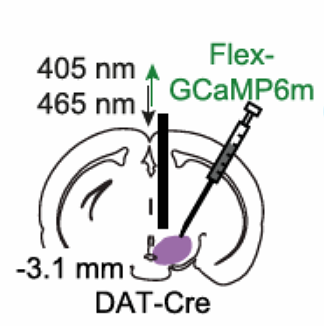 Flex-
GCaMP6m
405 nm
465 nm
-3.1 mm
DAT-Cre